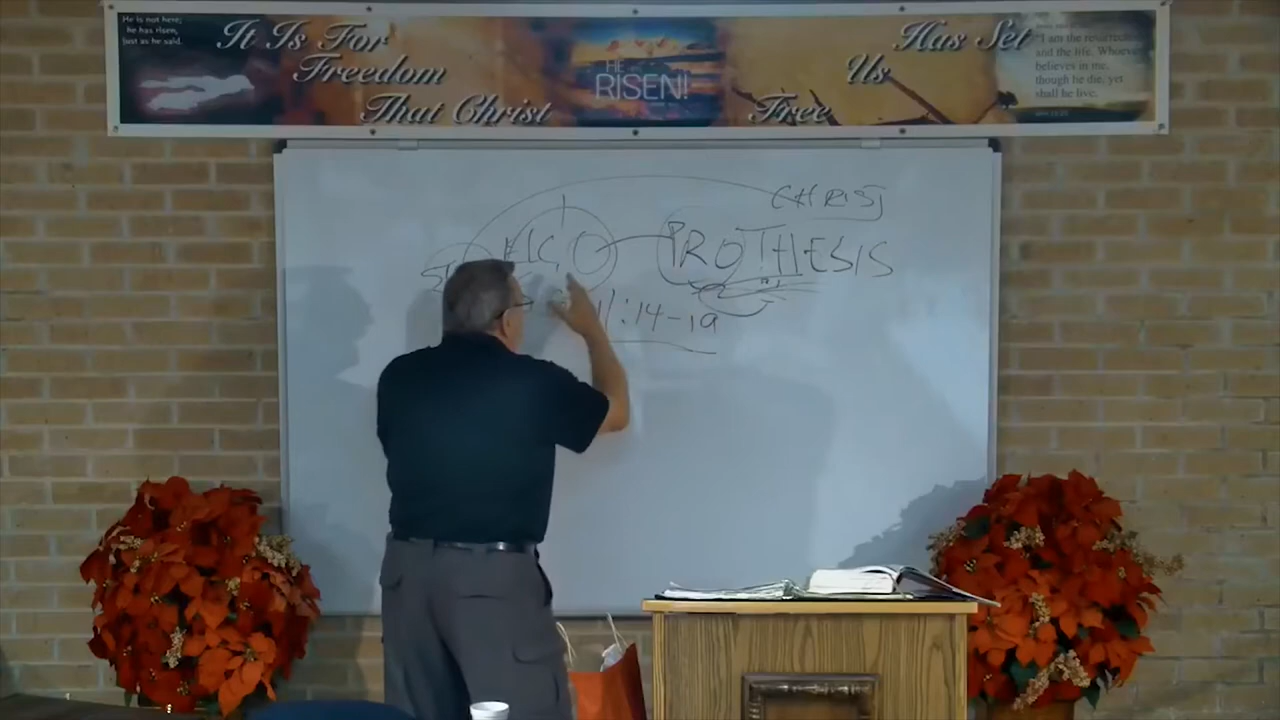 He is not here;
he has risen,
just as he said.
It Is For
Freedom
That Christ
HE
RISEN!
Has Set
Us
Free
"I am the resurrection
and the life. Whoever
believes in me,
though he die, yet
shall he live.
CHRIST
PROTHESIS
11:14-19